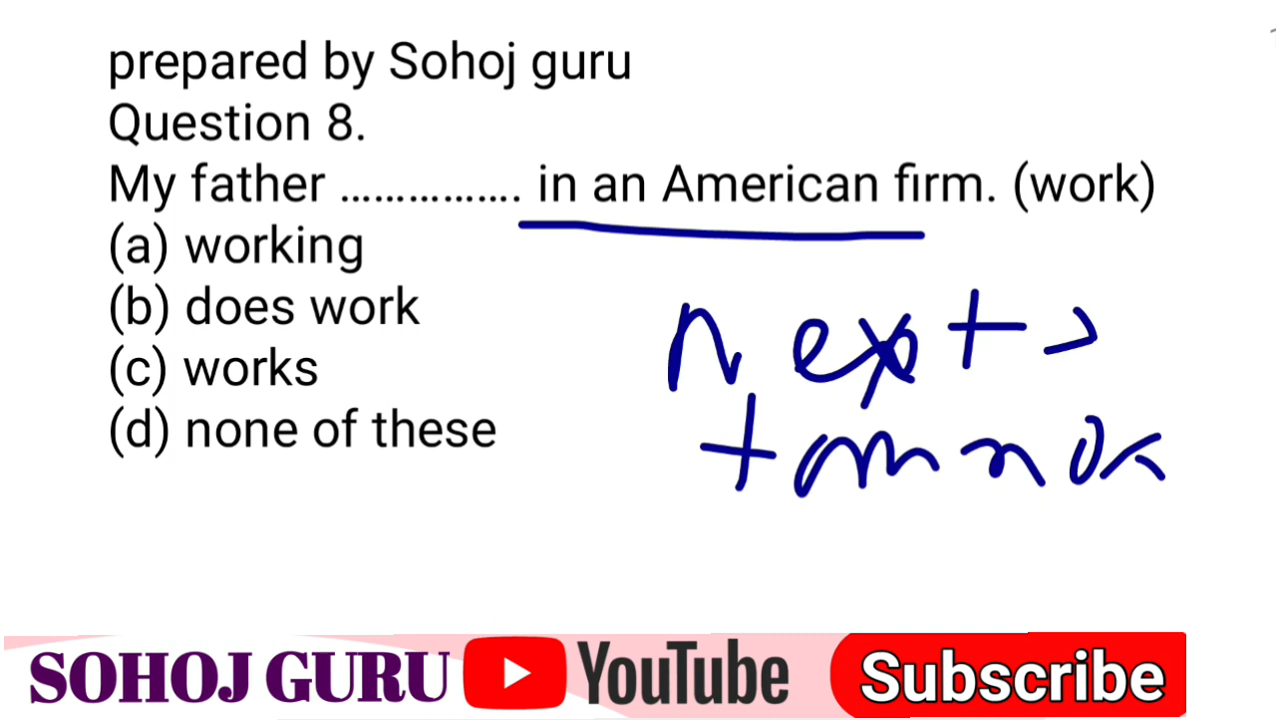 prepared by Sohoj guru
Question 8.
My father ................ in an American firm. (work)
(a) working
(b) does work
(c) works
(d) none of these
Next
SOHOJ GURU YouTube Subscribe